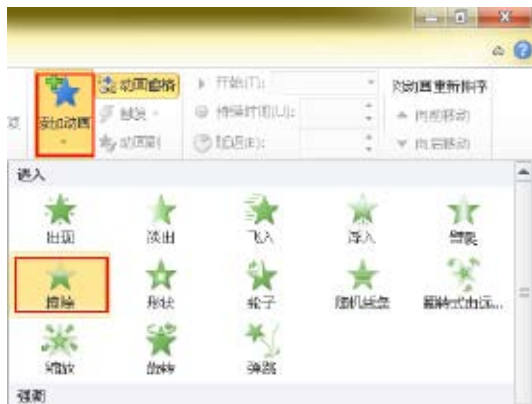 动画窗格 开始(T): 对动画重新排序
添加动画 触发 持续时间(U): 向前移动
动画刷 延迟(E): 向后移动
进入
出现 淡出 飞入 浮入 劈裂
擦除 形状 轮子 随机线条 翻转式由远...
缩放 旋转 弹跳
强调